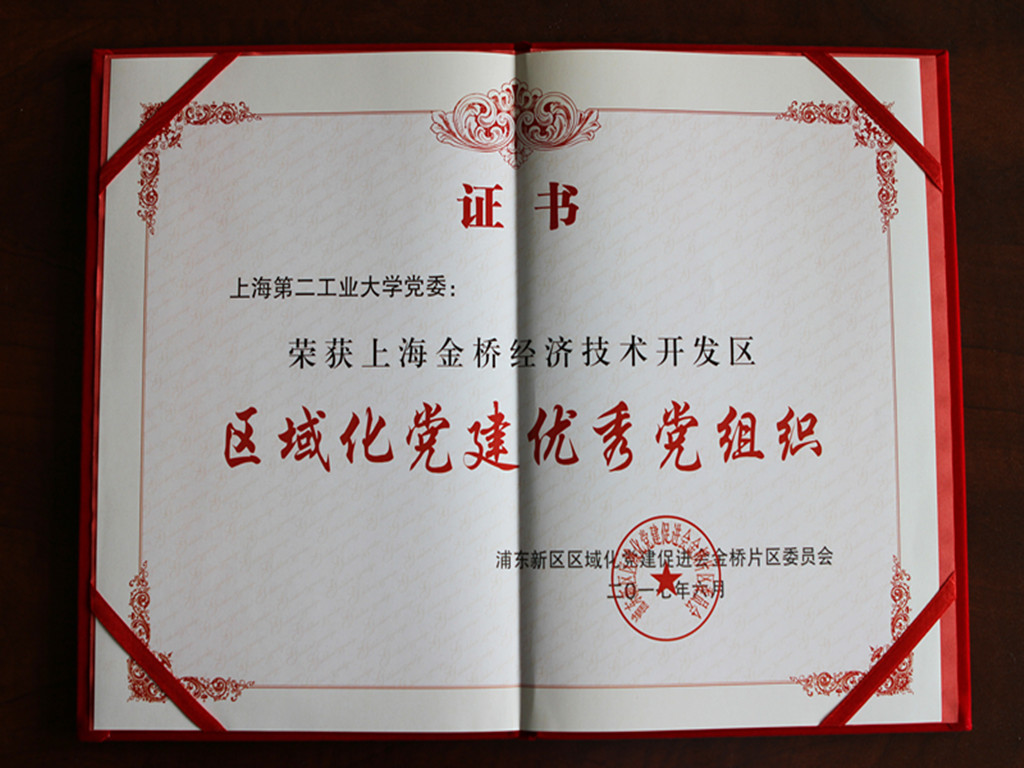 证书
上海第二工业大学党委：
荣获上海金桥经济技术开发区
区域化党建优秀党组织
浦东新区区域化党建促进会金桥片区委员会
二〇一七年六月